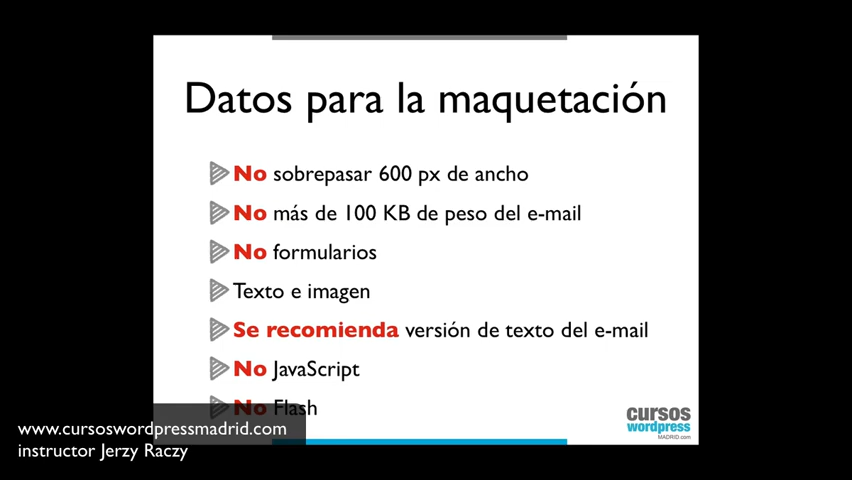 Datos para la maquetación
No sobrepasar 600 px de ancho
No más de 100 KB de peso del e-mail
No formularios
Texto e imagen
Se recomienda versión de texto del e-mail
No JavaScript
No Flash
cursos
wordpress
MADRID.com
www.cursoswordpressmadrid.com
instructor Jerzy Raczy